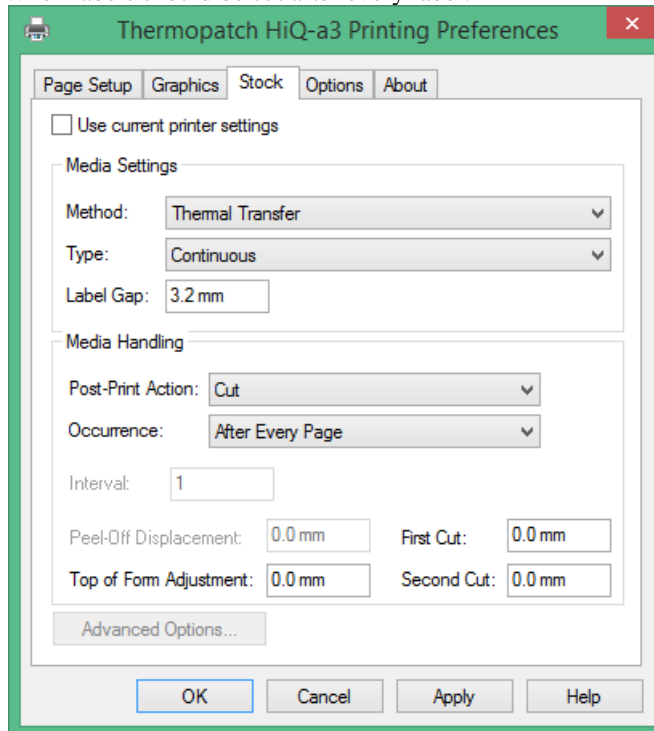 Thermopatch HiQ-a3 Printing Preferences
Page Setup Graphics Stock Options About
Use current printer settings
Media Settings
Method: Thermal Transfer
Type: Continuous
Label Gap: 3.2 mm
Media Handling
Post-Print Action: Cut
Occurrence: After Every Page
Interval: 1
Peel-Off Displacement: 0.0 mm First Cut: 0.0 mm
Top of Form Adjustment: 0.0 mm Second Cut: 0.0 mm
Advanced Options...
OK Cancel Apply Help